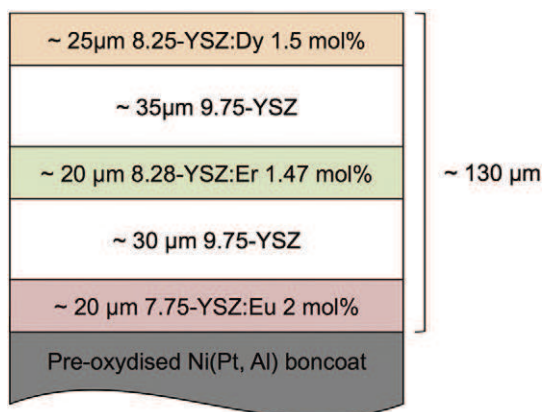 ~ 25µm 8.25-YSZ:Dy 1.5 mol%
~ 35µm 9.75-YSZ
~ 20 µm 8.28-YSZ:Er 1.47 mol%
~ 130 µm
~ 30 µm 9.75-YSZ
~ 20 µm 7.75-YSZ:Eu 2 mol%
Pre-oxydised Ni(Pt, Al) boncoat